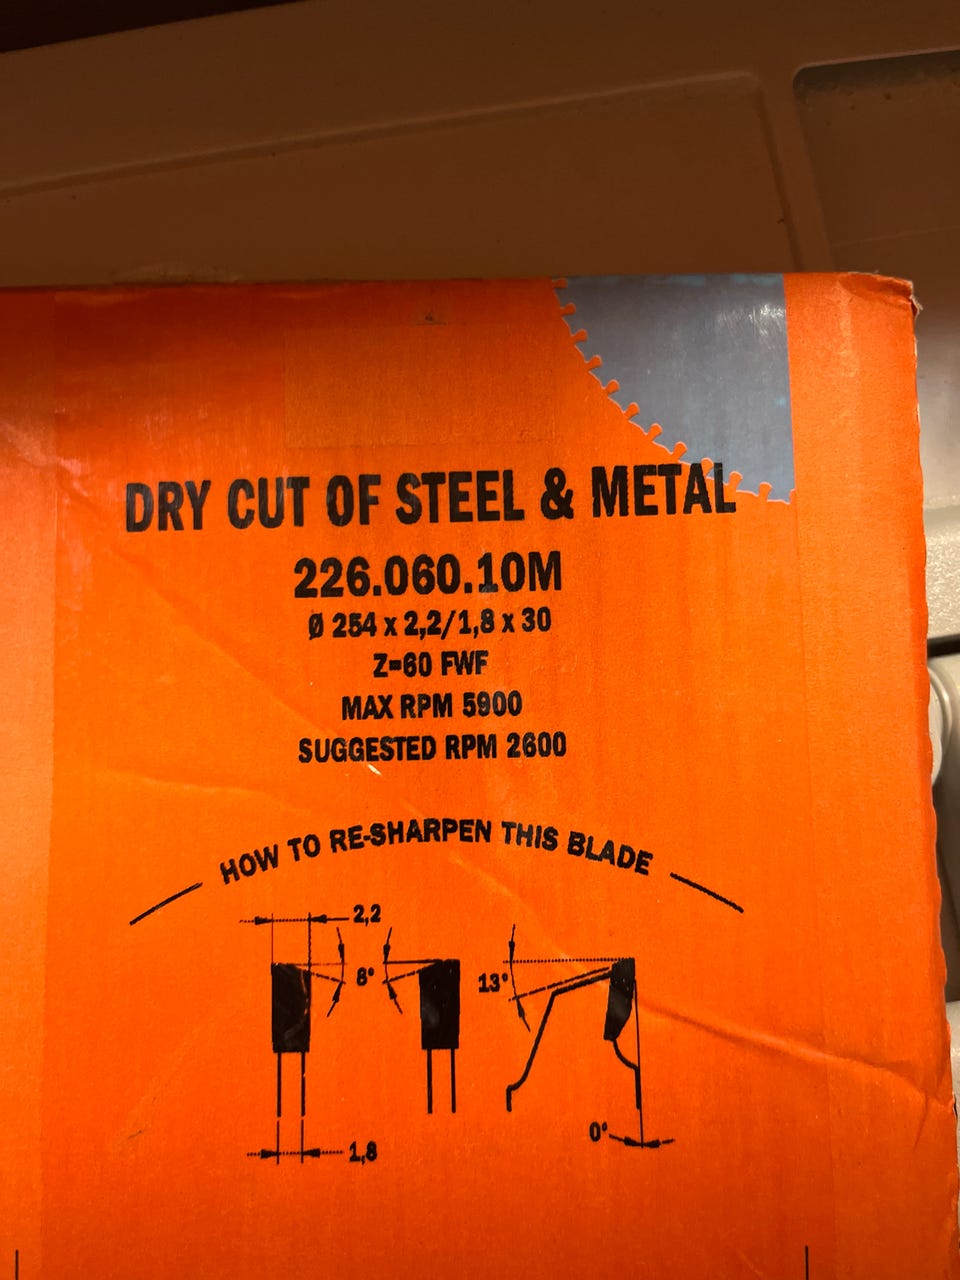 DRY CUT OF STEEL & METAL
226.060.10M
Ø 254 x 2,2/1,8 x 30
Z=60 FWF
MAX RPM 5900
SUGGESTED RPM 2600
HOW TO RE-SHARPEN THIS BLADE
2,2
8°
13°
0°
1,8